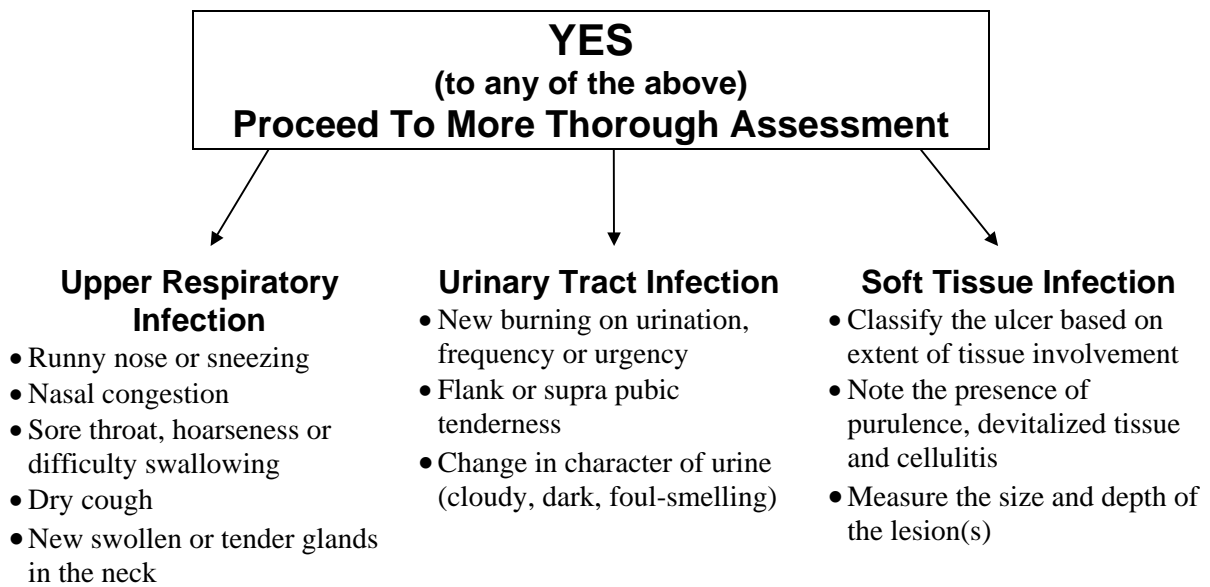 YES
(to any of the above)
Proceed To More Thorough Assessment
Upper Respiratory
Infection
• Runny nose or sneezing
• Nasal congestion
• Sore throat, hoarseness or
difficulty swallowing
• Dry cough
• New swollen or tender glands
in the neck
Urinary Tract Infection
• New burning on urination,
frequency or urgency
• Flank or supra pubic
tenderness
• Change in character of urine
(cloudy, dark, foul-smelling)
Soft Tissue Infection
• Classify the ulcer based on
extent of tissue involvement
• Note the presence of
purulence, devitalized tissue
and cellulitis
• Measure the size and depth of
the lesion(s)